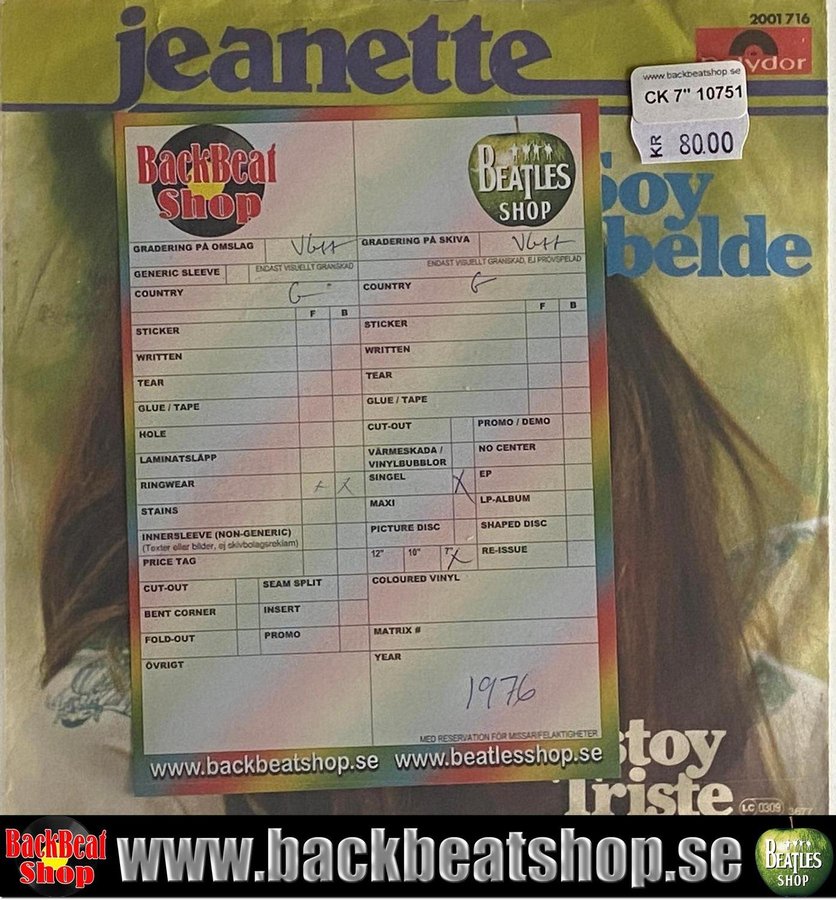 jeanette
2001 716
www.backbeatshop.se
CK 7" 10751
KR 80.00
BackBeat
Shop
BEATLES
SHOP
GRADERING PÅ OMSLAG
GRADERING PÅ SKIVA
GENERIC SLEEVE
ENDAST VISUELLT GRANSKAD
ENDAST VISUELLT GRANSKAD, EJ PROVSPELAD
COUNTRY G
COUNTRY G
F B
F B
STICKER
STICKER
WRITTEN
WRITTEN
TEAR
TEAR
GLUE / TAPE
GLUE / TAPE
HOLE
CUT-OUT
PROMO / DEMO
LAMINATSLÄPP
VÄRMESKADA /
VINYLBUBBLOR
NO CENTER
RINGWEAR x x
SINGEL X
EP
STAINS
MAXI
LP-ALBUM
INNERSLEEVE (NON-GENERIC)
(Texter eller bilder, ej skivbolagsreklam)
PICTURE DISC
SHAPED DISC
PRICE TAG
12" 10" 7" X
RE-ISSUE
CUT-OUT
SEAM SPLIT
COLOURED VINYL
BENT CORNER
INSERT
FOLD-OUT
PROMO
MATRIX #
ÖVRIGT
YEAR
1976
MED RESERVATION FÖR MISSAR/FELAKTIGHETER
www.backbeatshop.se www.beatlesshop.se
Soy
belde
stoy
Triste
LC 0309
BackBeat
Shop
www.backbeatshop.se
BEATLES
SHOP